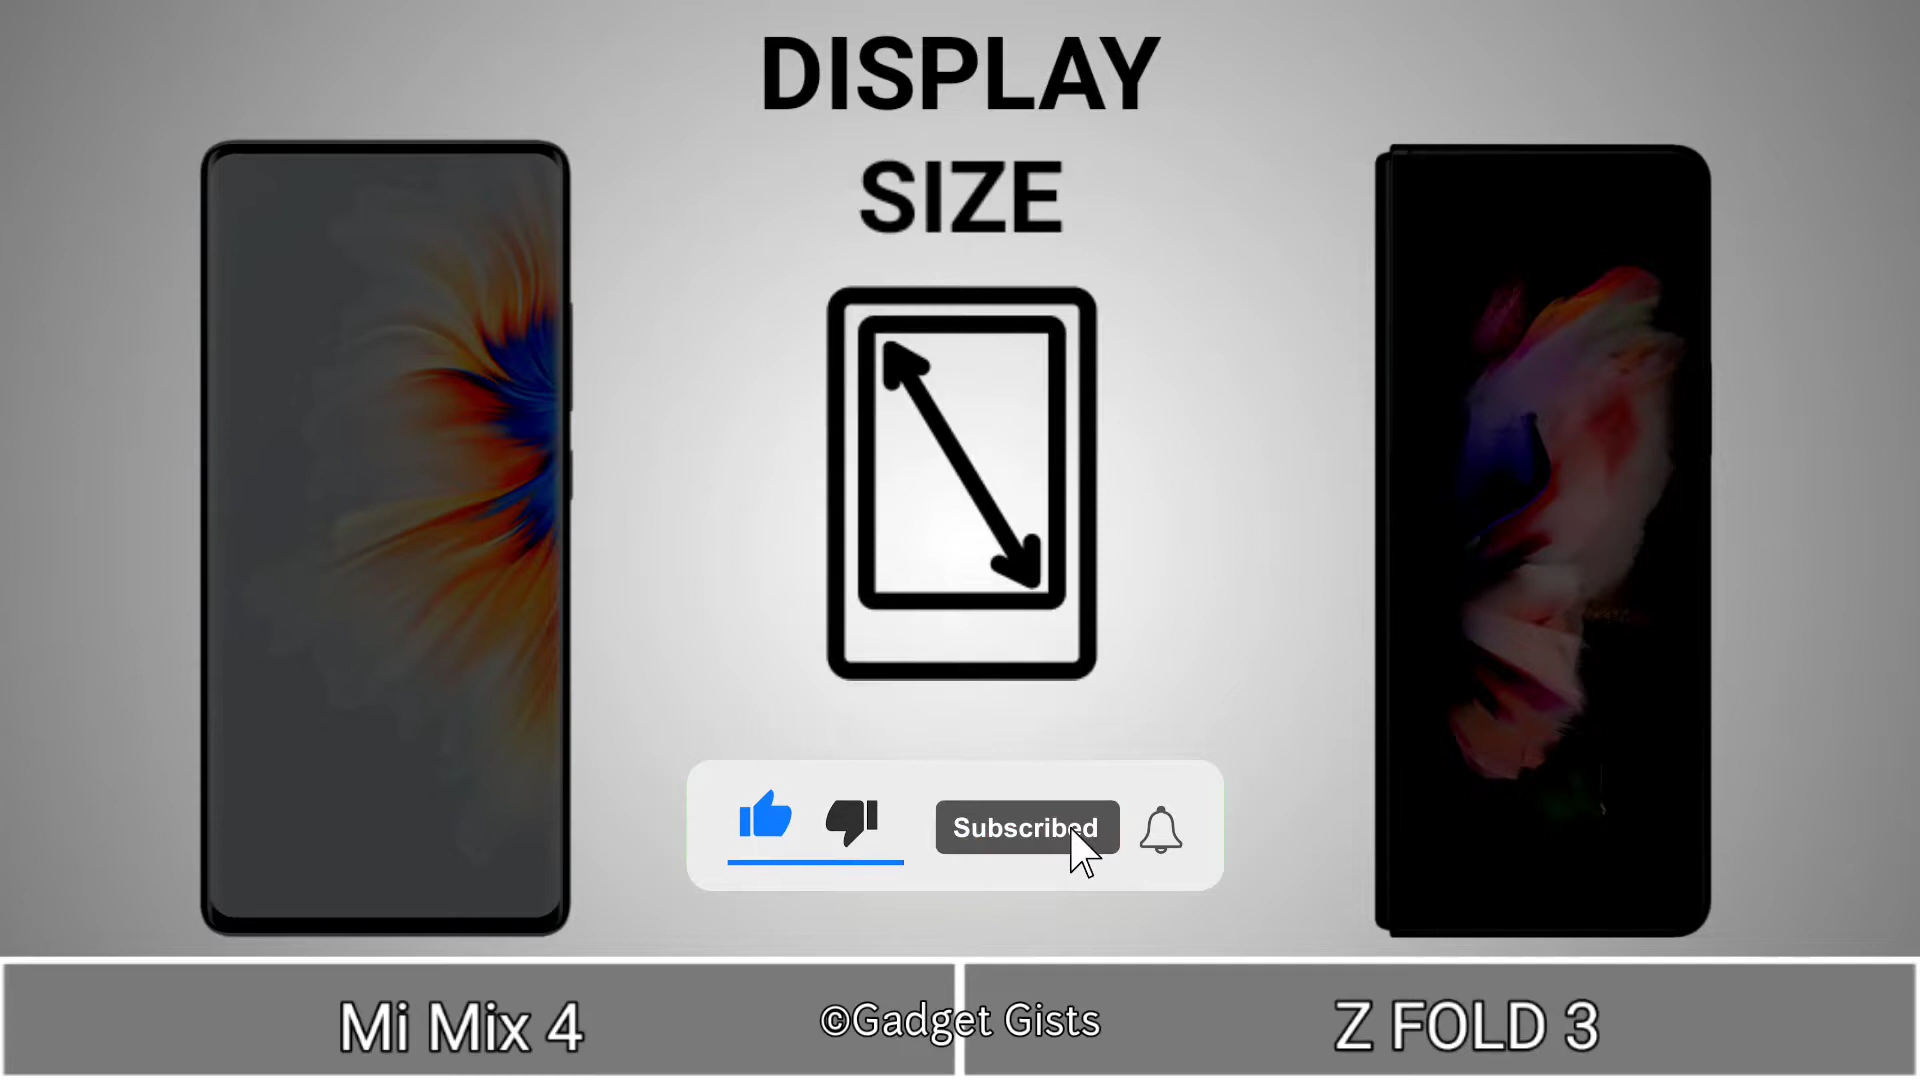 DISPLAY
SIZE
Subscribed
Mi Mix 4
©Gadget Gists
Z FOLD 3